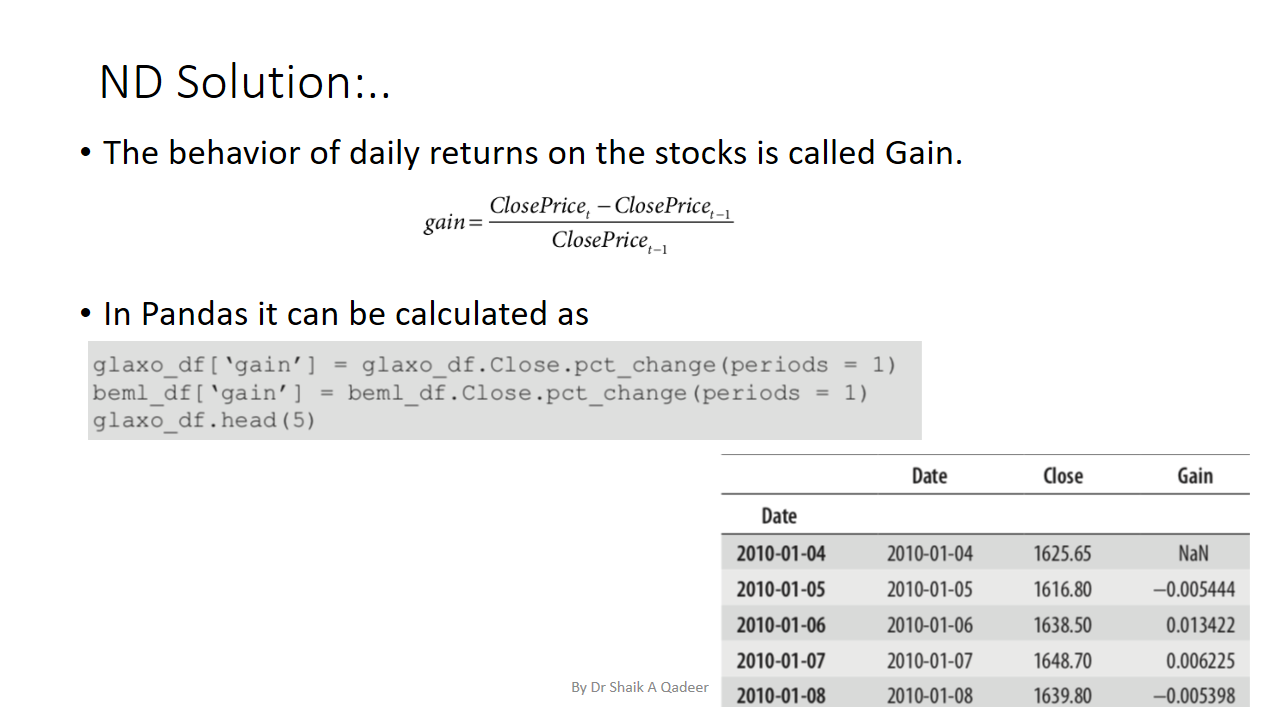 ND Solution:..
• The behavior of daily returns on the stocks is called Gain.
gain = (ClosePrice_t − ClosePrice_{t−1}) / ClosePrice_{t−1}
• In Pandas it can be calculated as
glaxo_df[‘gain’] = glaxo_df.Close.pct_change(periods = 1)
beml_df[‘gain’] = beml_df.Close.pct_change(periods = 1)
glaxo_df.head(5)
Date Close Gain
Date
2010-01-04 2010-01-04 1625.65 NaN
2010-01-05 2010-01-05 1616.80 −0.005444
2010-01-06 2010-01-06 1638.50 0.013422
2010-01-07 2010-01-07 1648.70 0.006225
2010-01-08 2010-01-08 1639.80 −0.005398
By Dr Shaik A Qadeer